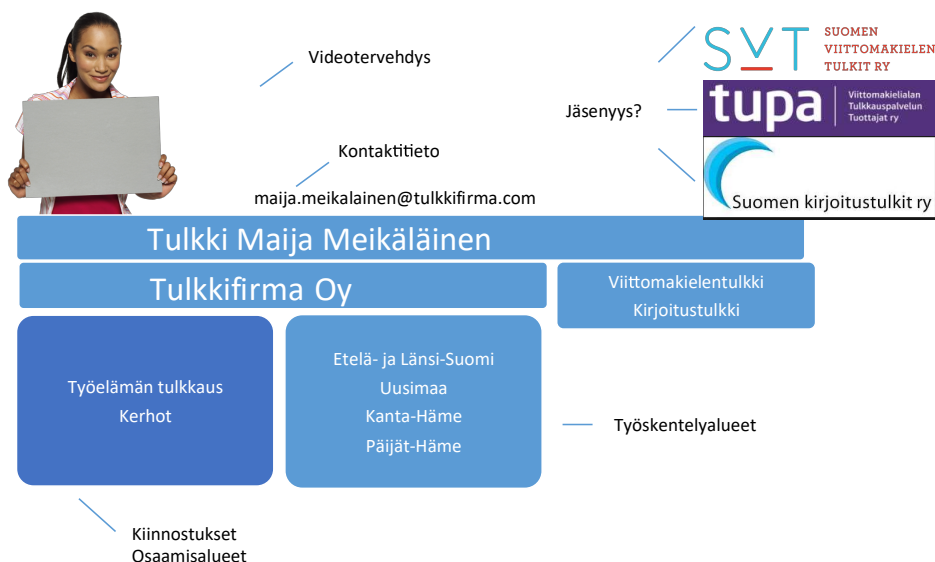 Videotervehdys
SVT SUOMEN
VIITTOMAKIELEN
TULKIT RY
Jäsenyys?
tupa
Viittomakielialan
Tulkkauspalvelun
Tuottajat ry
Suomen kirjoitustulkit ry
Kontaktitieto
maija.meikalainen@tulkkifirma.com
Tulkki Maija Meikäläinen
Tulkkifirma Oy
Viittomakielentulkki
Kirjoitustulkki
Työelämän tulkkaus
Kerhot
Etelä- ja Länsi-Suomi
Uusimaa
Kanta-Häme
Päijät-Häme
Työskentelyalueet
Kiinnostukset
Osaamisalueet